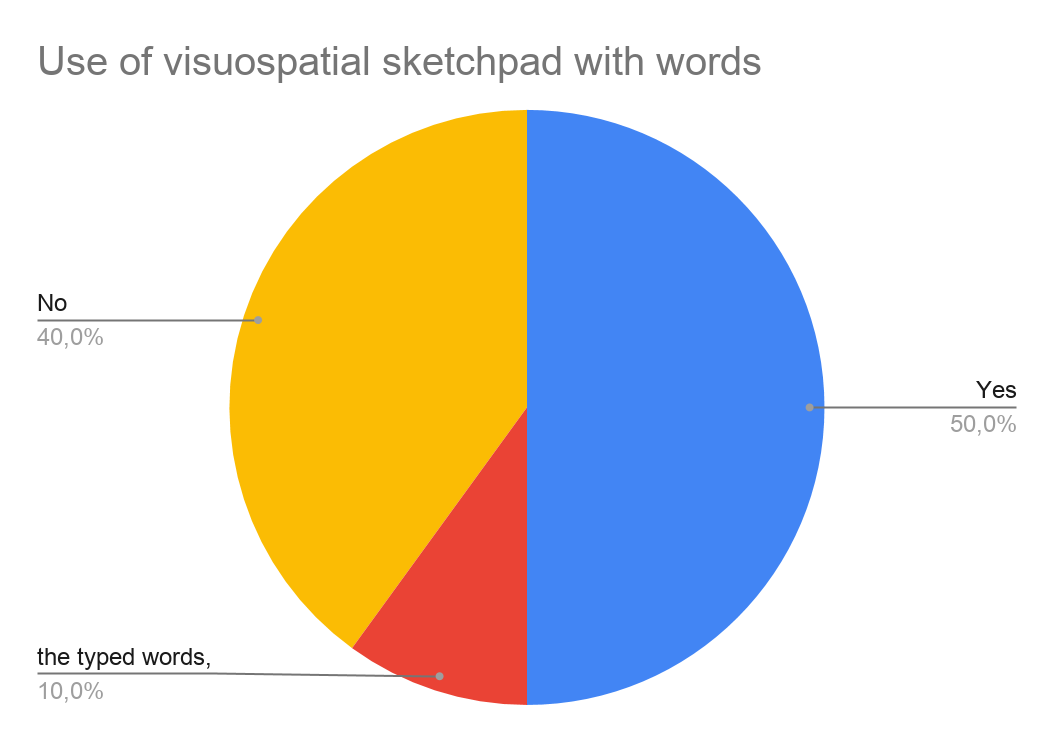 Use of visuospatial sketchpad with words
No
40,0%
Yes
50,0%
the typed words,
10,0%